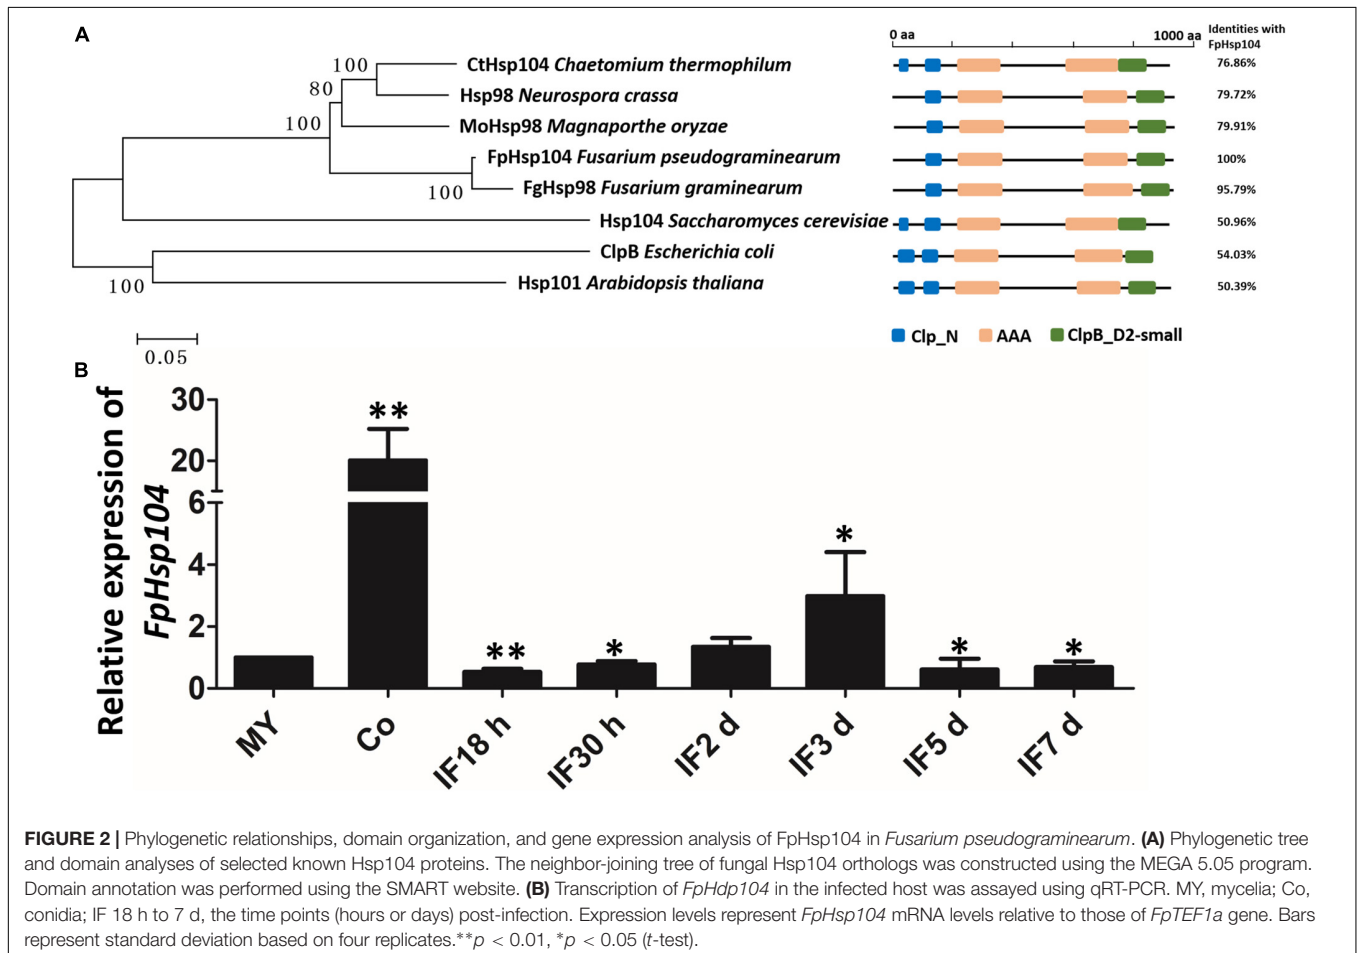 A
0 aa
1000 aa
Identities with
FpHsp104
100
CtHsp104 Chaetomium thermophilum
76.86%
80
Hsp98 Neurospora crassa
79.72%
100
MoHsp98 Magnaporthe oryzae
79.91%
FpHsp104 Fusarium pseudograminearum
100%
100
FgHsp98 Fusarium graminearum
95.79%
Hsp104 Saccharomyces cerevisiae
50.96%
ClpB Escherichia coli
54.03%
100
Hsp101 Arabidopsis thaliana
50.39%
Clp_N
AAA
ClpB_D2-small
0.05
B
Relative expression of
FpHsp104
30
20
6
4
2
0
**
**
*
*
*
*
MY
Co
IF18 h
IF30 h
IF2 d
IF3 d
IF5 d
IF7 d
FIGURE 2 | Phylogenetic relationships, domain organization, and gene expression analysis of FpHsp104 in Fusarium pseudograminearum. (A) Phylogenetic tree
and domain analyses of selected known Hsp104 proteins. The neighbor-joining tree of fungal Hsp104 orthologs was constructed using the MEGA 5.05 program.
Domain annotation was performed using the SMART website. (B) Transcription of FpHdp104 in the infected host was assayed using qRT-PCR. MY, mycelia; Co,
conidia; IF 18 h to 7 d, the time points (hours or days) post-infection. Expression levels represent FpHsp104 mRNA levels relative to those of FpTEF1a gene. Bars
represent standard deviation based on four replicates.**p < 0.01, *p < 0.05 (t-test).